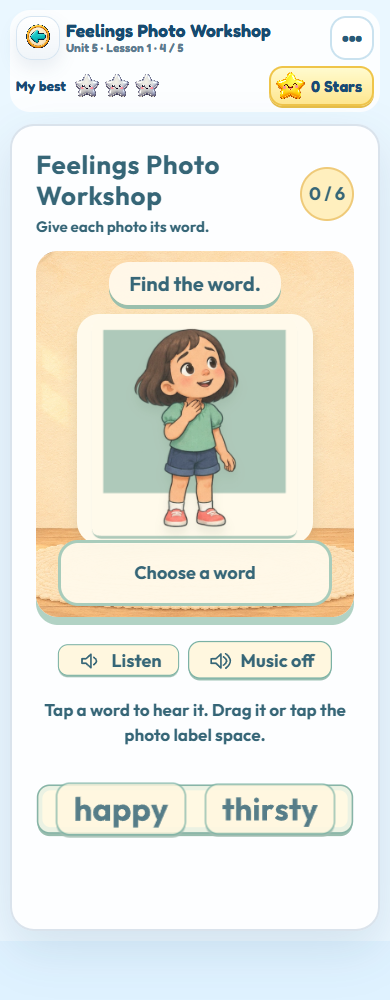 Feelings Photo Workshop
Unit 5 · Lesson 1 · 4 / 5
My best
0 Stars
Feelings Photo
Workshop
0 / 6
Give each photo its word.
Find the word.
Choose a word
Listen
Music off
Tap a word to hear it. Drag it or tap the
photo label space.
happy
thirsty